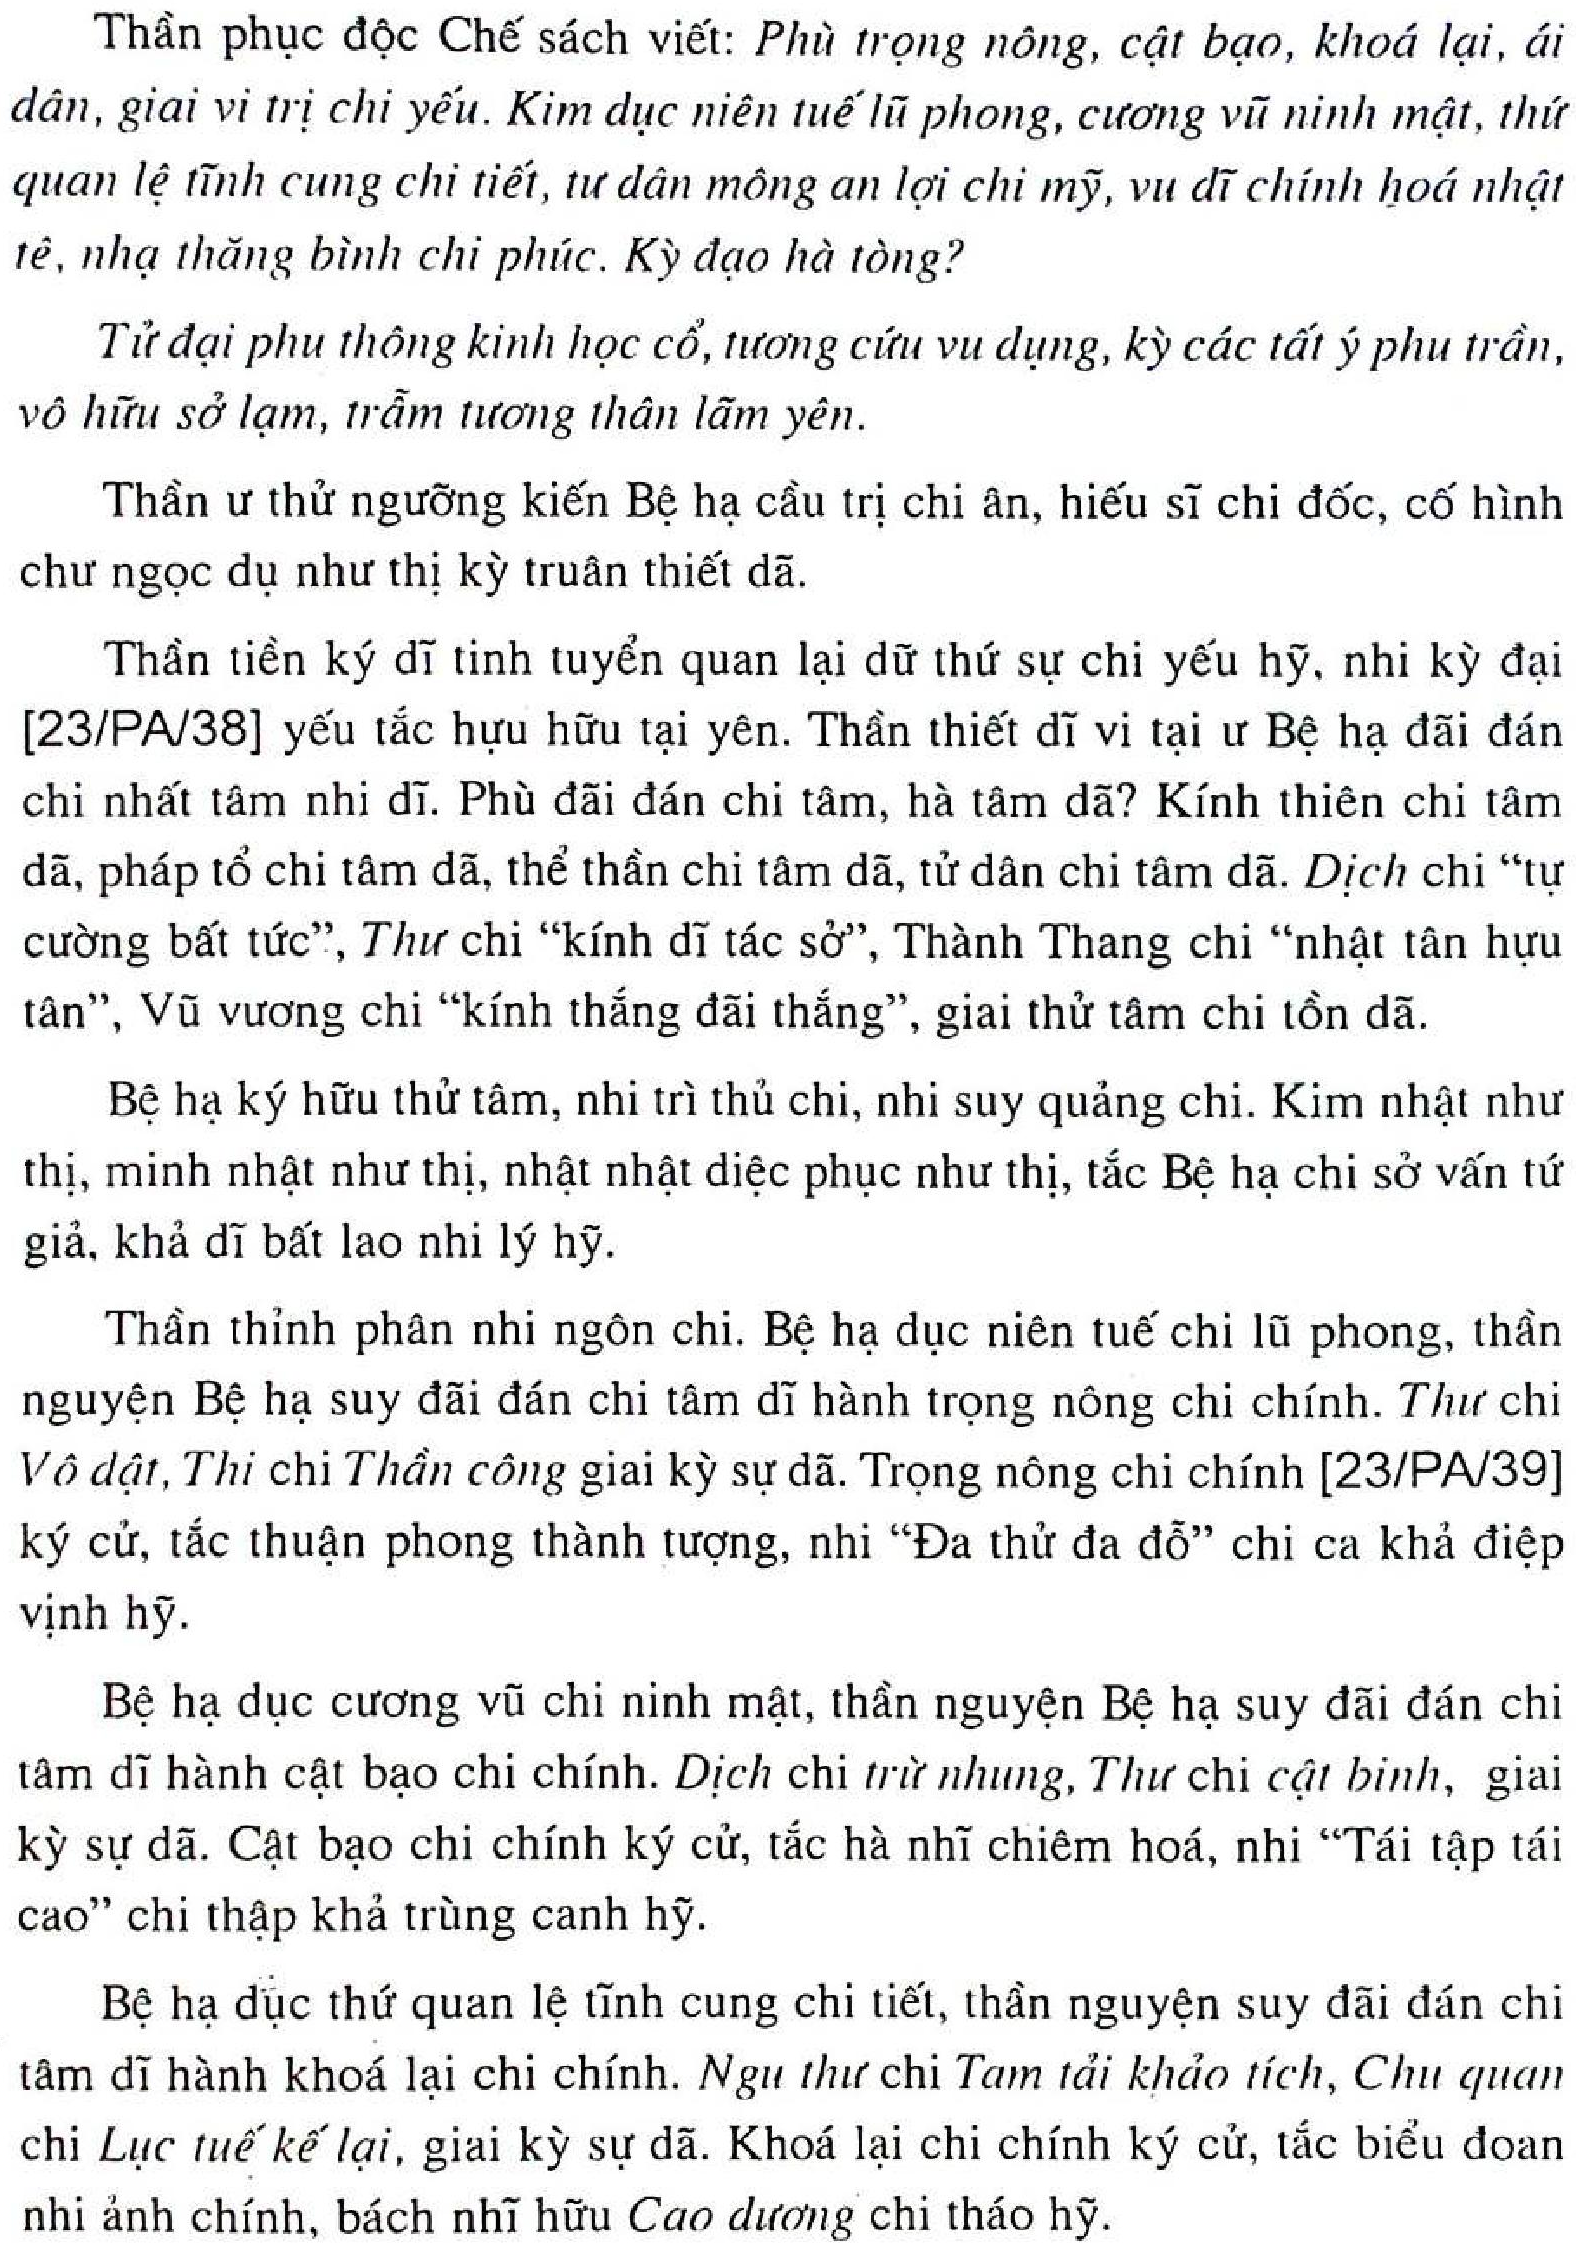 Thần phục độc Chế sách viết: Phù trọng nông, cật bạo, khoá lại, ái
dân, giai vi trị chi yếu. Kim dục niên tuế lũ phong, cương vũ ninh mật, thứ
quan lệ tĩnh cung chi tiết, tư dân mông an lợi chi mỹ, vu dĩ chính hoá nhật
tê, nhạ thăng bình chi phúc. Kỳ đạo hà tòng?
Tử đại phu thông kinh học cổ, tương cứu vu dụng, kỳ các tất ý phu trần,
vô hữu sở lạm, trẫm tương thân lãm yên.
Thần ư thử ngưỡng kiến Bệ hạ cầu trị chi ân, hiếu sĩ chi đốc, cố hình
chư ngọc dụ như thị kỳ truân thiết dã.
Thần tiền ký dĩ tinh tuyển quan lại dữ thứ sự chi yếu hỹ, nhi kỳ đại
[23/PA/38] yếu tắc hựu hữu tại yên. Thần thiết dĩ vi tại ư Bệ hạ đãi đán
chi nhất tâm nhi dĩ. Phù đãi đán chi tâm, hà tâm dã? Kính thiên chi tâm
dã, pháp tổ chi tâm dã, thể thần chi tâm dã, tử dân chi tâm dã. Dịch chi “tự
cường bất tức”, Thư chi “kính dĩ tác sở”, Thành Thang chi “nhật tân hựu
tân”, Vũ vương chi “kính thắng đãi thắng”, giai thử tâm chi tồn dã.
Bệ hạ ký hữu thử tâm, nhi trì thủ chi, nhi suy quảng chi. Kim nhật như
thị, minh nhật như thị, nhật nhật diệc phục như thị, tắc Bệ hạ chi sở vấn tứ
giả, khả dĩ bất lao nhi lý hỹ.
Thần thỉnh phân nhi ngôn chi. Bệ hạ dục niên tuế chi lũ phong, thần
nguyện Bệ hạ suy đãi đán chi tâm dĩ hành trọng nông chi chính. Thư chi
Vô dật, Thi chi Thần công giai kỳ sự dã. Trọng nông chi chính [23/PA/39]
ký cử, tắc thuận phong thành tượng, nhi “Đa thử đa đỗ” chi ca khả điệp
vịnh hỹ.
Bệ hạ dục cương vũ chi ninh mật, thần nguyện Bệ hạ suy đãi đán chi
tâm dĩ hành cật bạo chi chính. Dịch chi trừ nhung, Thư chi cật binh, giai
kỳ sự dã. Cật bạo chi chính ký cử, tắc hà nhĩ chiêm hoá, nhi “Tái tập tái
cao” chi thập khả trùng canh hỹ.
Bệ hạ dục thứ quan lệ tĩnh cung chi tiết, thần nguyện suy đãi đán chi
tâm dĩ hành khoá lại chi chính. Ngu thư chi Tam tải khảo tích, Chu quan
chi Lục tuế kế lại, giai kỳ sự dã. Khoá lại chi chính ký cử, tắc biểu đoan
nhi ảnh chính, bách nhĩ hữu Cao dương chi tháo hỹ.